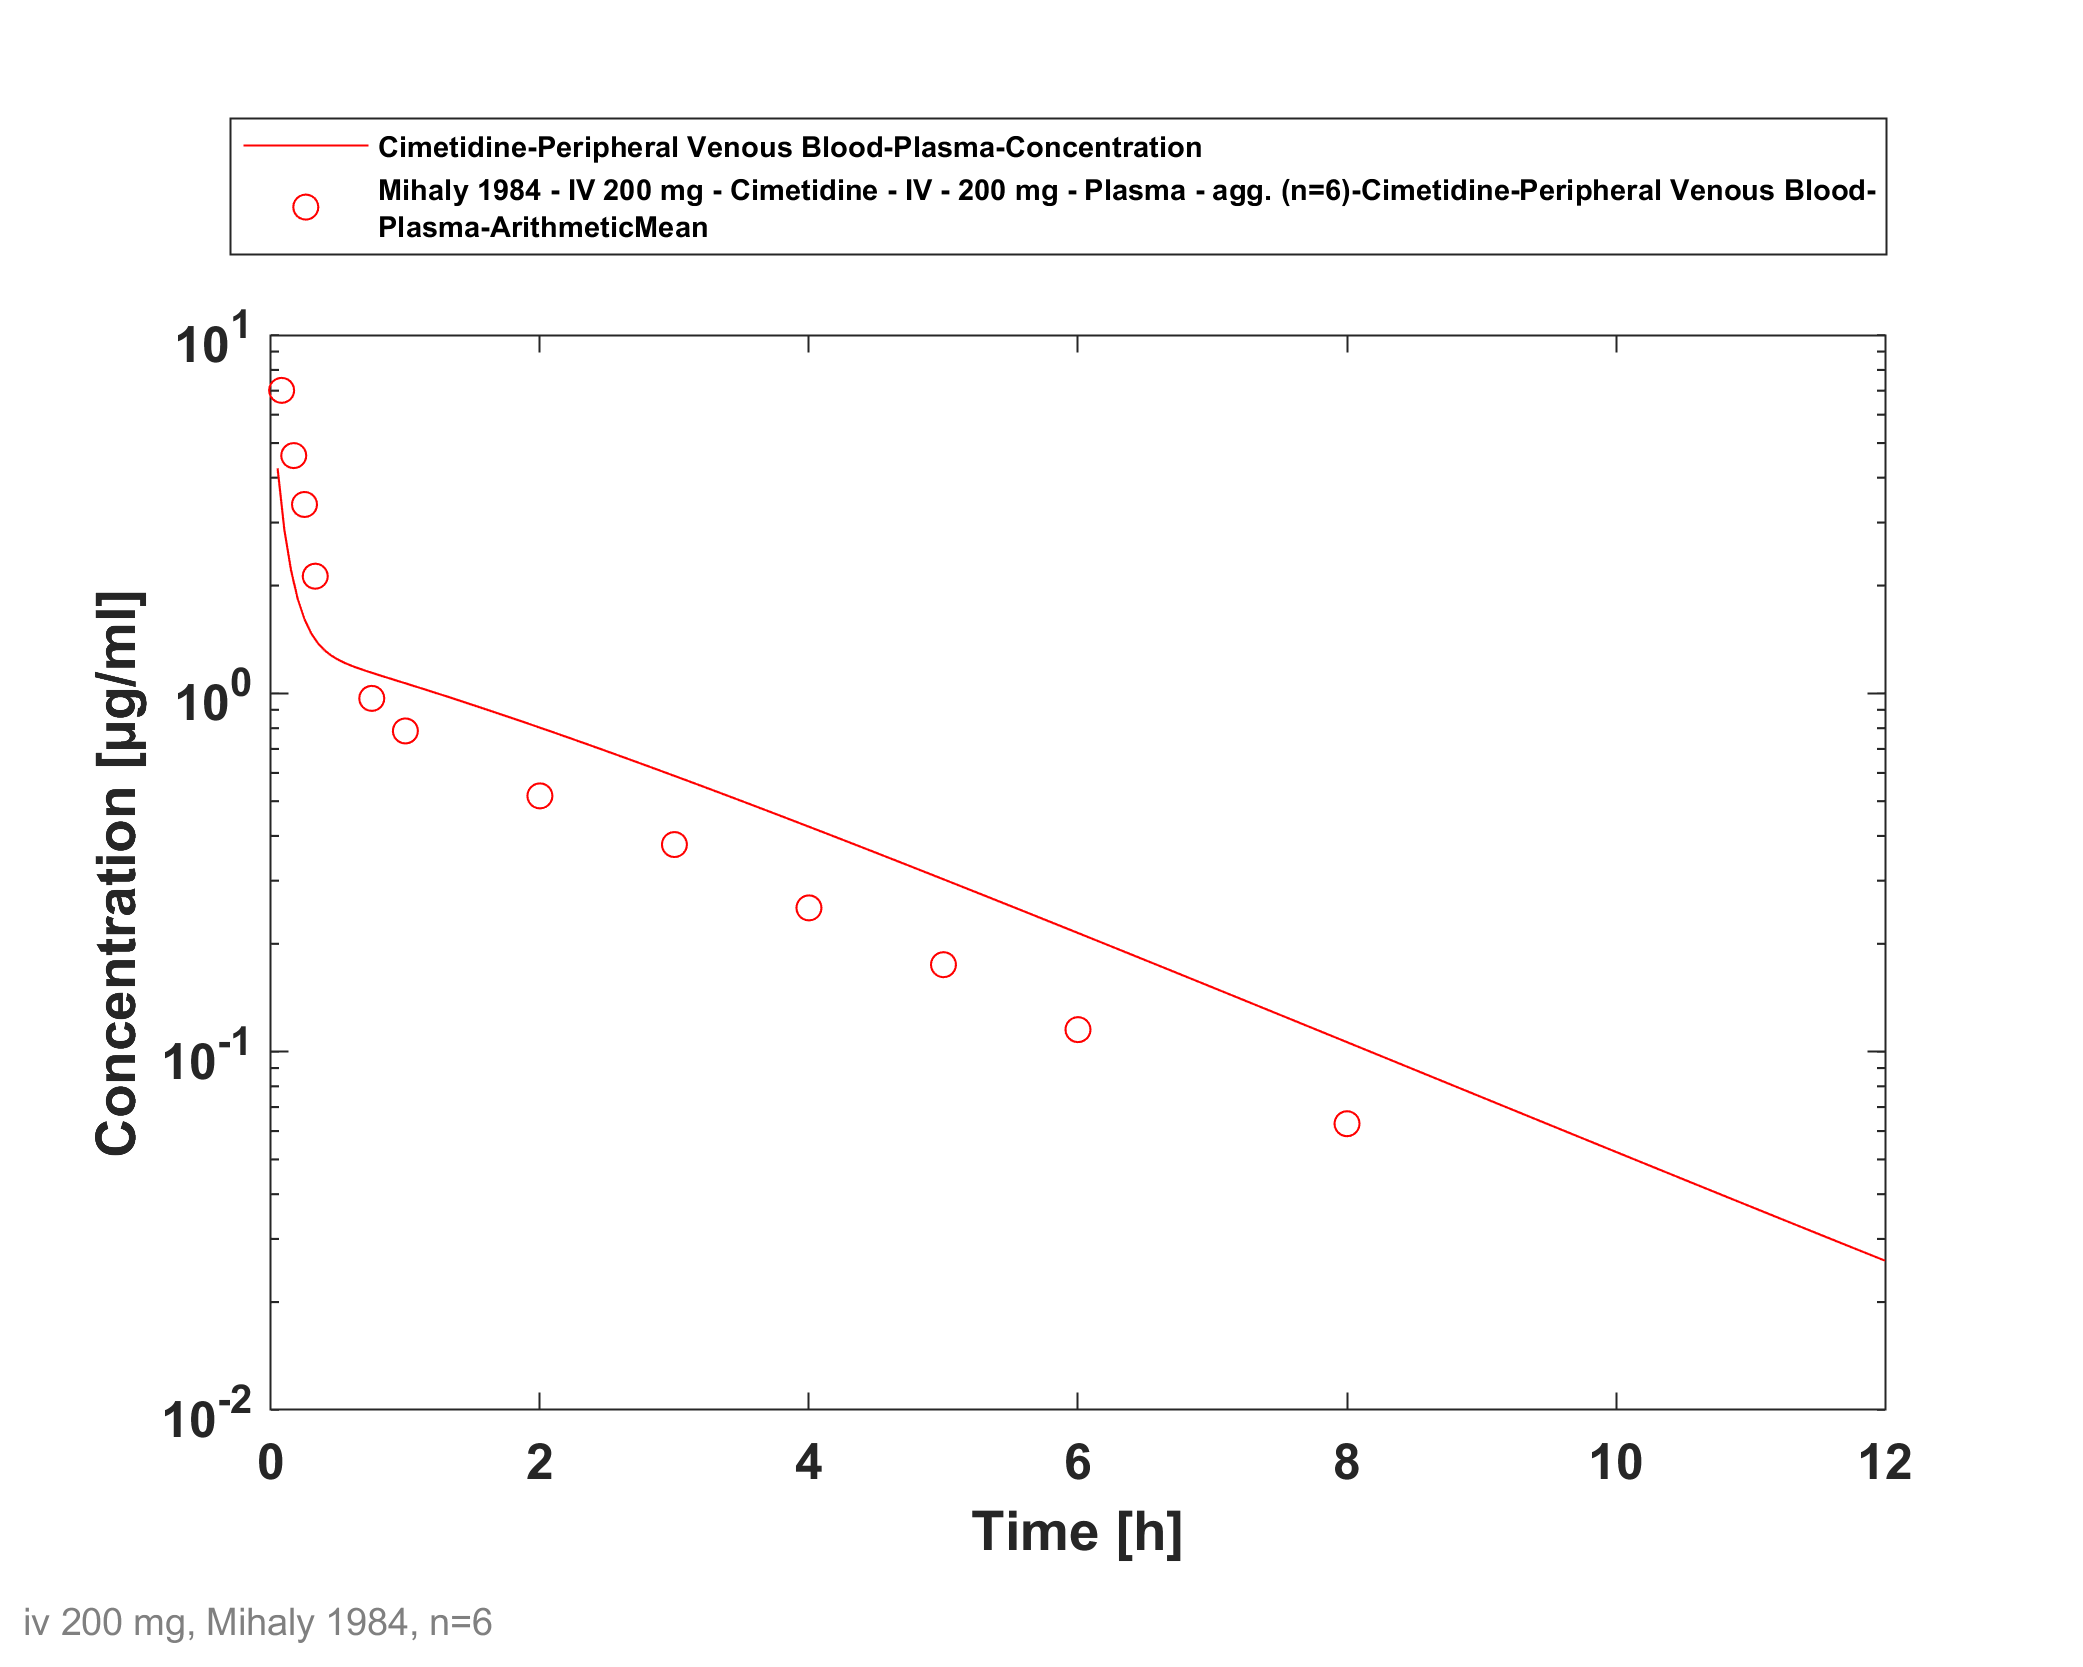 Cimetidine-Peripheral Venous Blood-Plasma-Concentration
Mihaly 1984 - IV 200 mg - Cimetidine - IV - 200 mg - Plasma - agg. (n=6)-Cimetidine-Peripheral Venous Blood-
Plasma-ArithmeticMean
10^1
10^0
10^-1
10^-2
Concentration [µg/ml]
0 2 4 6 8 10 12
Time [h]
iv 200 mg, Mihaly 1984, n=6